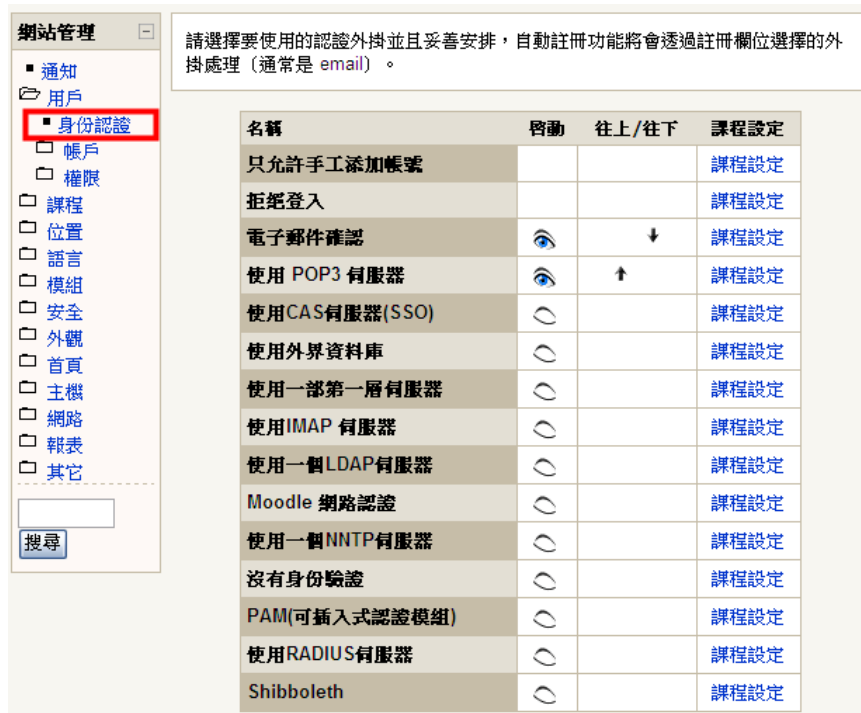 網站管理
通知
用戶
身份認證
帳戶
權限
課程
位置
語言
模組
安全
外觀
首頁
主機
網路
報表
其它
搜尋
請選擇要使用的認證外掛並且妥善安排，自動註冊功能將會透過註冊欄位選擇的外
掛處理（通常是 email）。
名稱 啓動 往上/往下 課程設定
只允許手工添加帳號 課程設定
拒絕登入 課程設定
電子郵件確認 課程設定
使用 POP3 伺服器 課程設定
使用CAS伺服器(SSO) 課程設定
使用外界資料庫 課程設定
使用一部第一層伺服器 課程設定
使用IMAP 伺服器 課程設定
使用一個LDAP伺服器 課程設定
Moodle 網路認證 課程設定
使用一個NNTP伺服器 課程設定
沒有身份驗證 課程設定
PAM(可插入式認證模組) 課程設定
使用RADIUS伺服器 課程設定
Shibboleth 課程設定